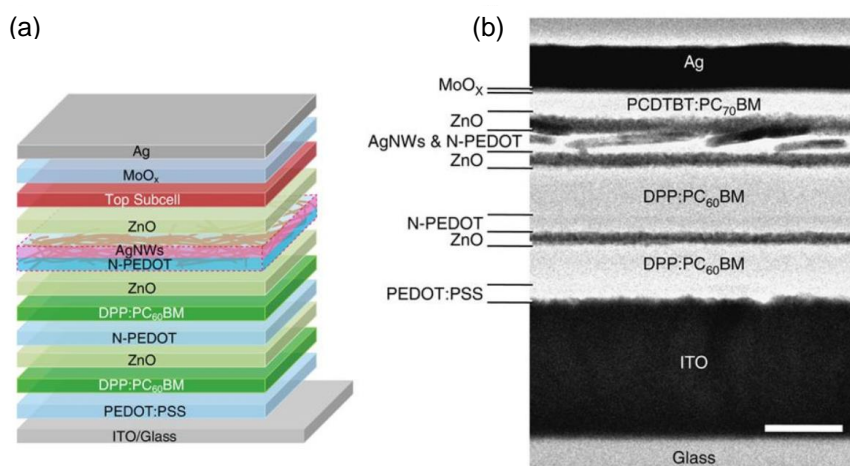 (a)
Ag
MoOx
Top Subcell
ZnO
AgNWs
N-PEDOT
ZnO
DPP:PC60BM
N-PEDOT
ZnO
DPP:PC60BM
PEDOT:PSS
ITO/Glass
(b)
Ag
MoOx
PCDTBT:PC70BM
ZnO
AgNWs & N-PEDOT
ZnO
DPP:PC60BM
N-PEDOT
ZnO
DPP:PC60BM
PEDOT:PSS
ITO
Glass